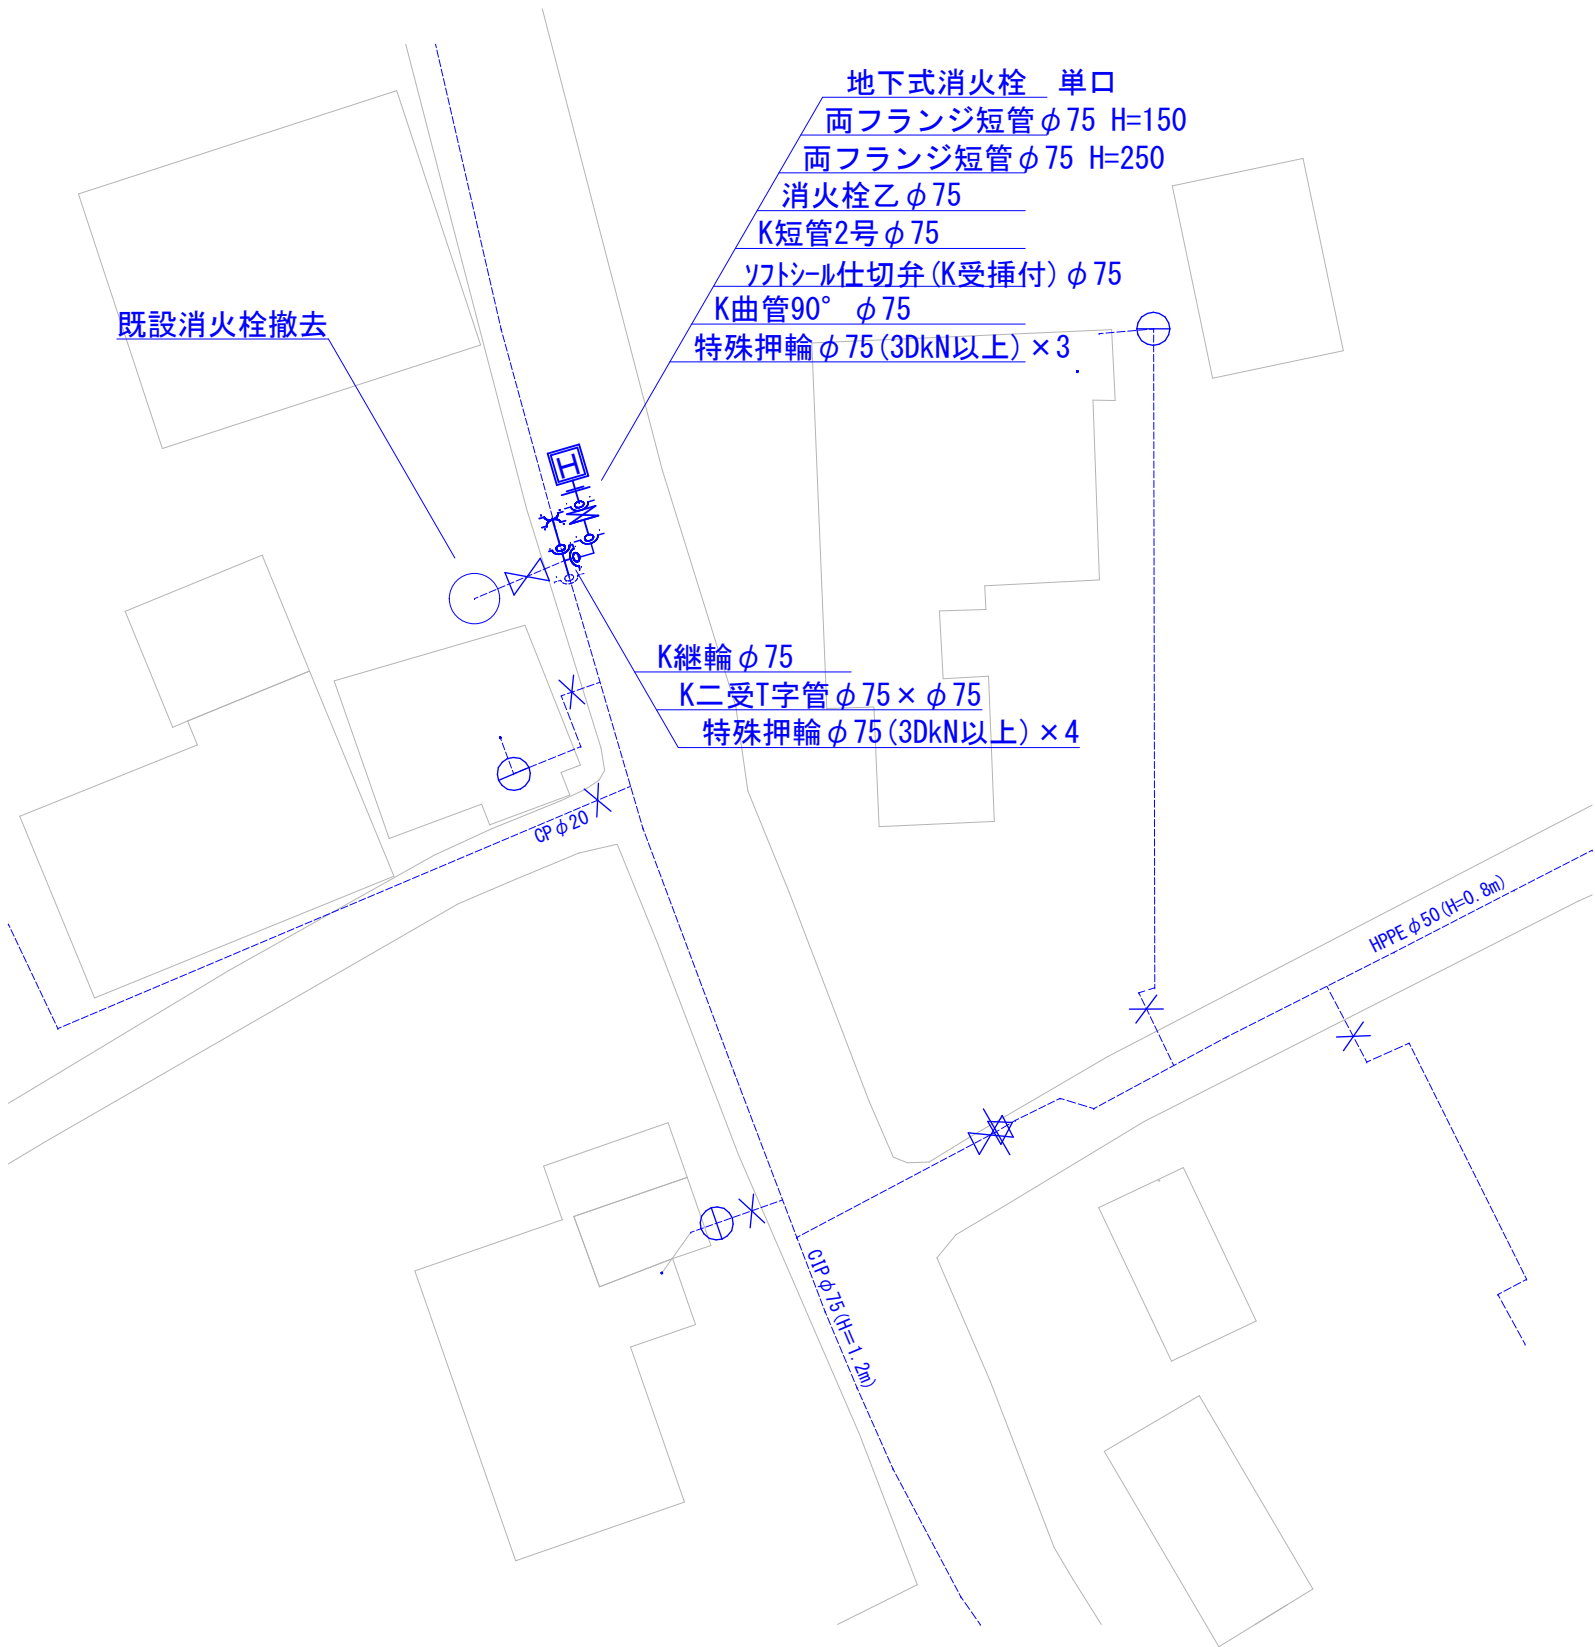 地下式消火栓　単口
両フランジ短管φ75 H=150
両フランジ短管φ75 H=250
消火栓乙φ75
K短管2号φ75
ｿﾌﾄｼｰﾙ仕切弁(K受挿付)φ75
K曲管90°φ75
特殊押輪φ75(3DkN以上)×3
既設消火栓撤去
H
K継輪φ75
K二受T字管φ75×φ75
特殊押輪φ75(3DkN以上)×4
CPφ20
HPPEφ50(H=0.8m)
CIPφ75(H=1.2m)